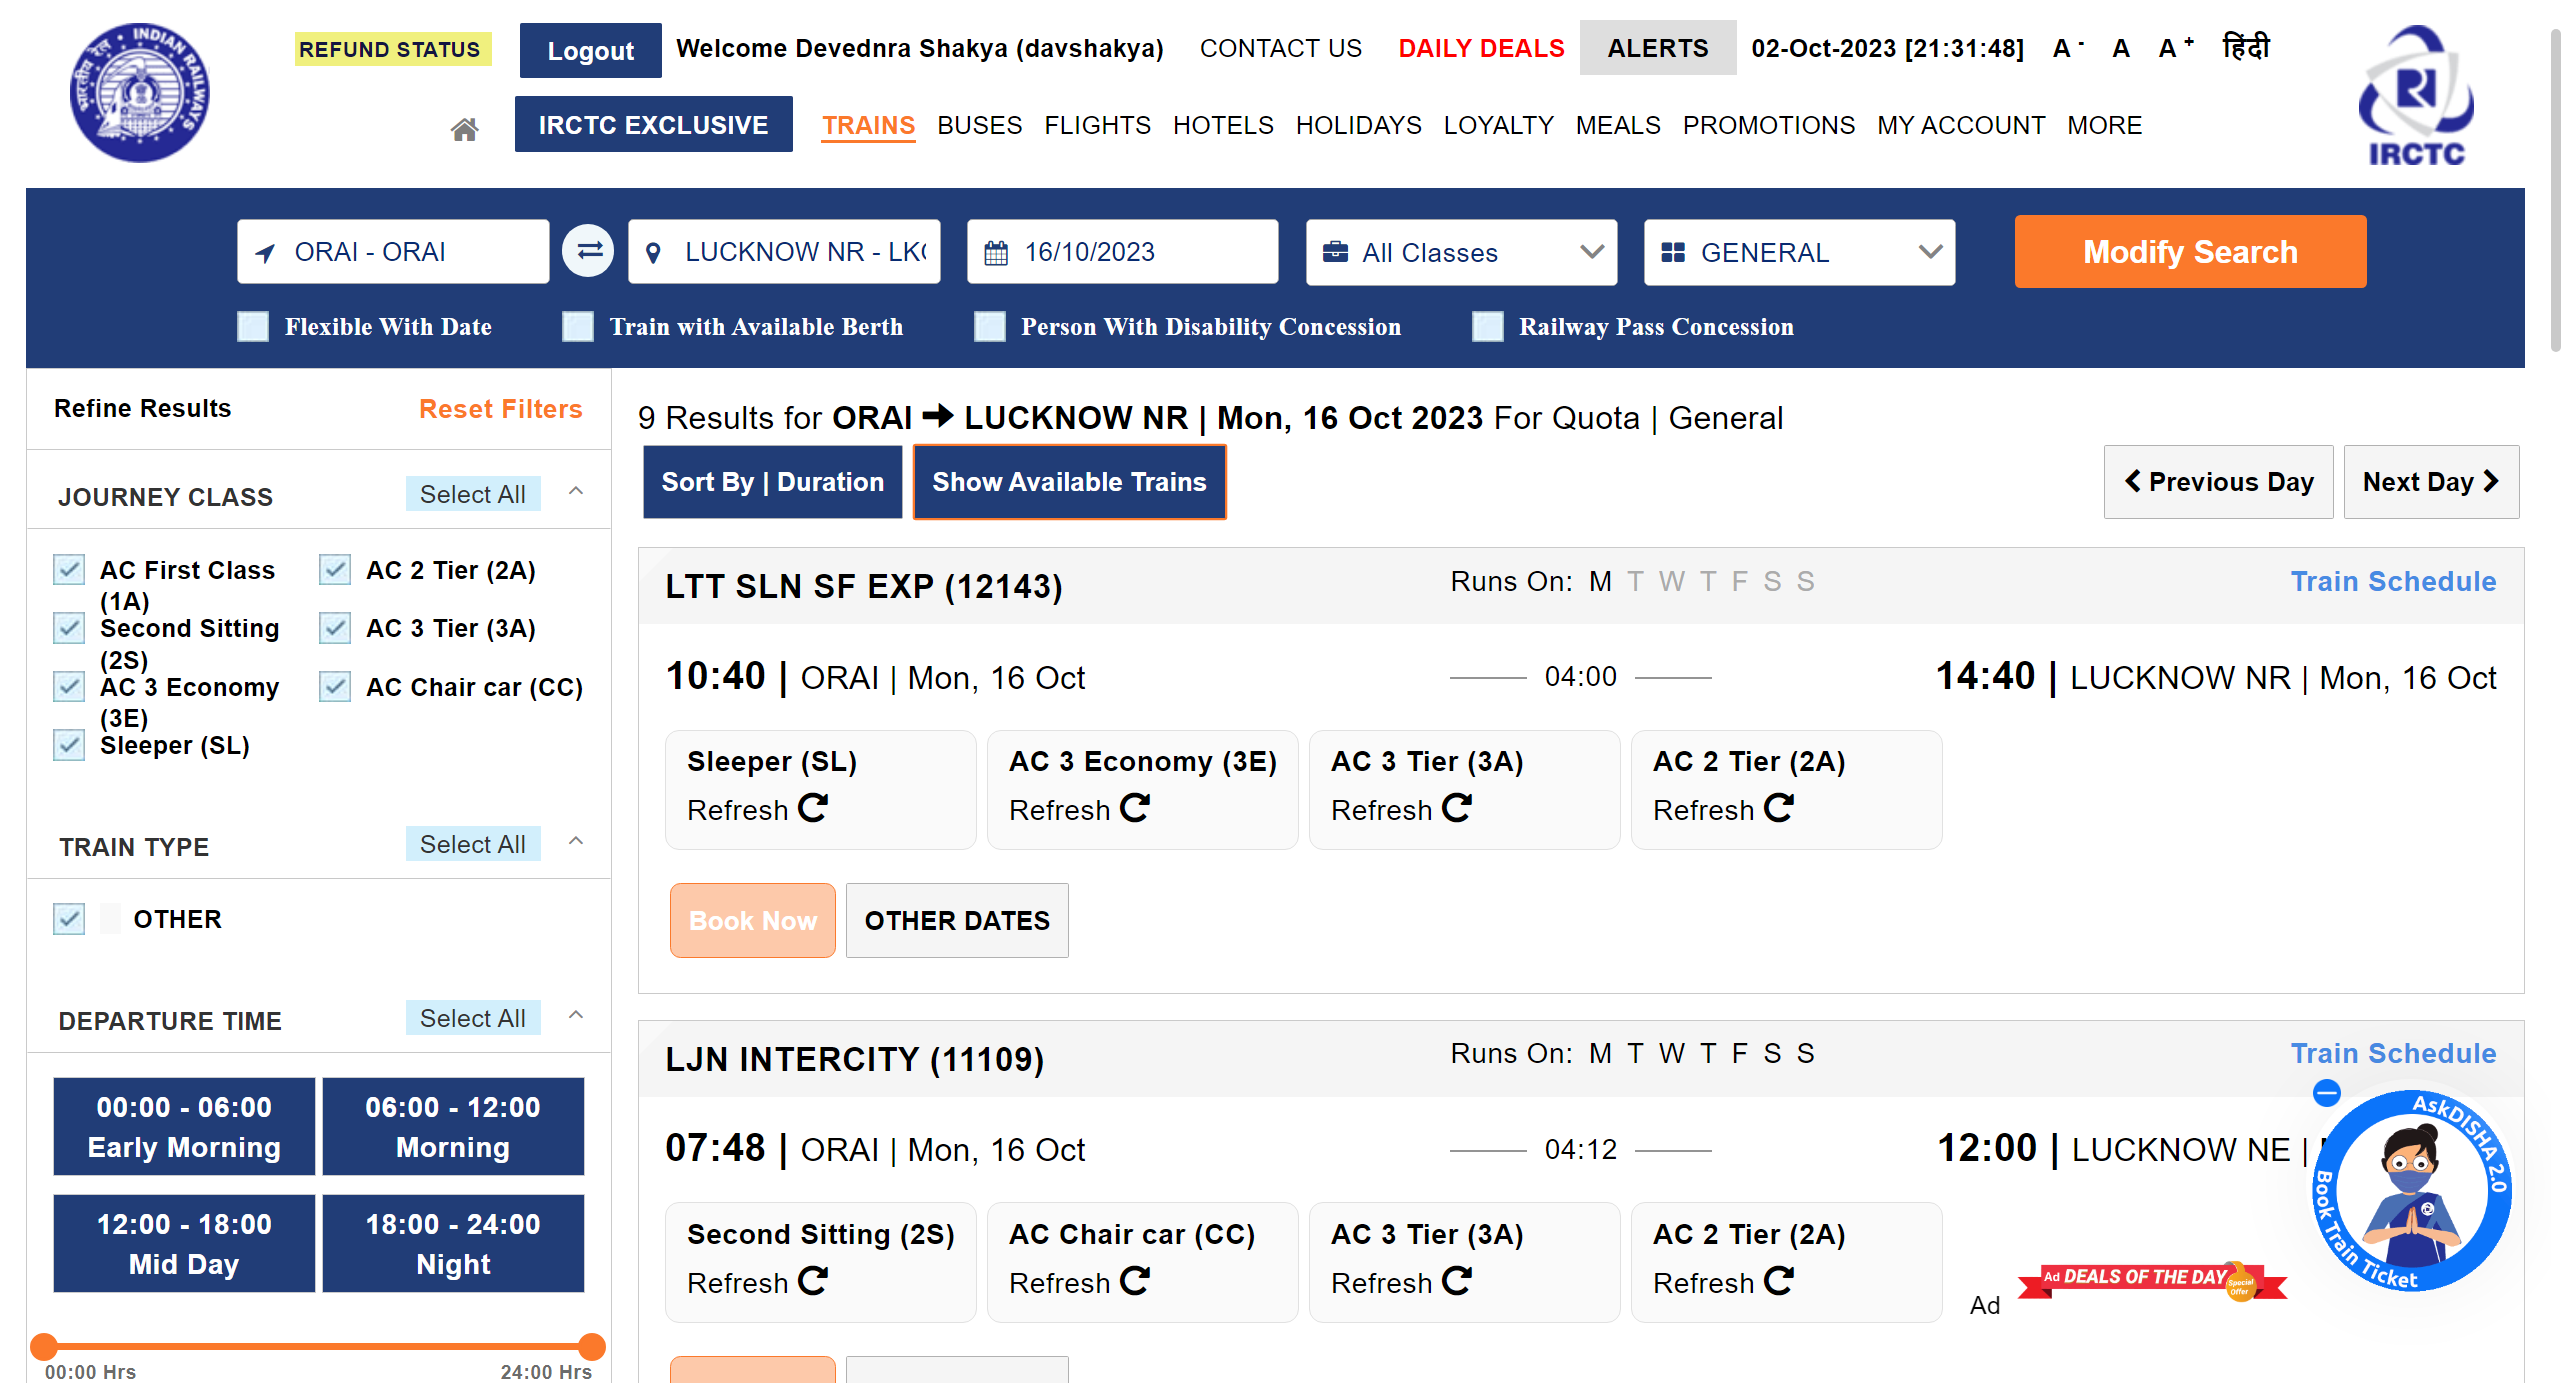 भारतीय रेल INDIAN RAILWAYS
REFUND STATUS Logout Welcome Devednra Shakya (davshakya) CONTACT US DAILY DEALS ALERTS 02-Oct-2023 [21:31:48] A - A A + हिंदी
IRCTC EXCLUSIVE TRAINS BUSES FLIGHTS HOTELS HOLIDAYS LOYALTY MEALS PROMOTIONS MY ACCOUNT MORE
IRCTC
ORAI - ORAI LUCKNOW NR - LK 16/10/2023 All Classes GENERAL Modify Search
Flexible With Date Train with Available Berth Person With Disability Concession Railway Pass Concession
Refine Results Reset Filters
JOURNEY CLASS Select All
AC First Class (1A) AC 2 Tier (2A)
Second Sitting (2S) AC 3 Tier (3A)
AC 3 Economy (3E) AC Chair car (CC)
Sleeper (SL)
TRAIN TYPE Select All
OTHER
DEPARTURE TIME Select All
00:00 - 06:00 Early Morning
06:00 - 12:00 Morning
12:00 - 18:00 Mid Day
18:00 - 24:00 Night
00:00 Hrs 24:00 Hrs
9 Results for ORAI LUCKNOW NR | Mon, 16 Oct 2023 For Quota | General
Sort By | Duration Show Available Trains Previous Day Next Day
LTT SLN SF EXP (12143) Runs On: M T W T F S S Train Schedule
10:40 | ORAI | Mon, 16 Oct 04:00 14:40 | LUCKNOW NR | Mon, 16 Oct
Sleeper (SL) AC 3 Economy (3E) AC 3 Tier (3A) AC 2 Tier (2A)
Refresh Refresh Refresh Refresh
Book Now OTHER DATES
LJN INTERCITY (11109) Runs On: M T W T F S S Train Schedule
07:48 | ORAI | Mon, 16 Oct 04:12 12:00 | LUCKNOW NE |
Second Sitting (2S) AC Chair car (CC) AC 3 Tier (3A) AC 2 Tier (2A)
Refresh Refresh Refresh Refresh
Ad
Ad DEALS OF THE DAY Special Offer
AskDISHA 2.0
Book Train Ticket